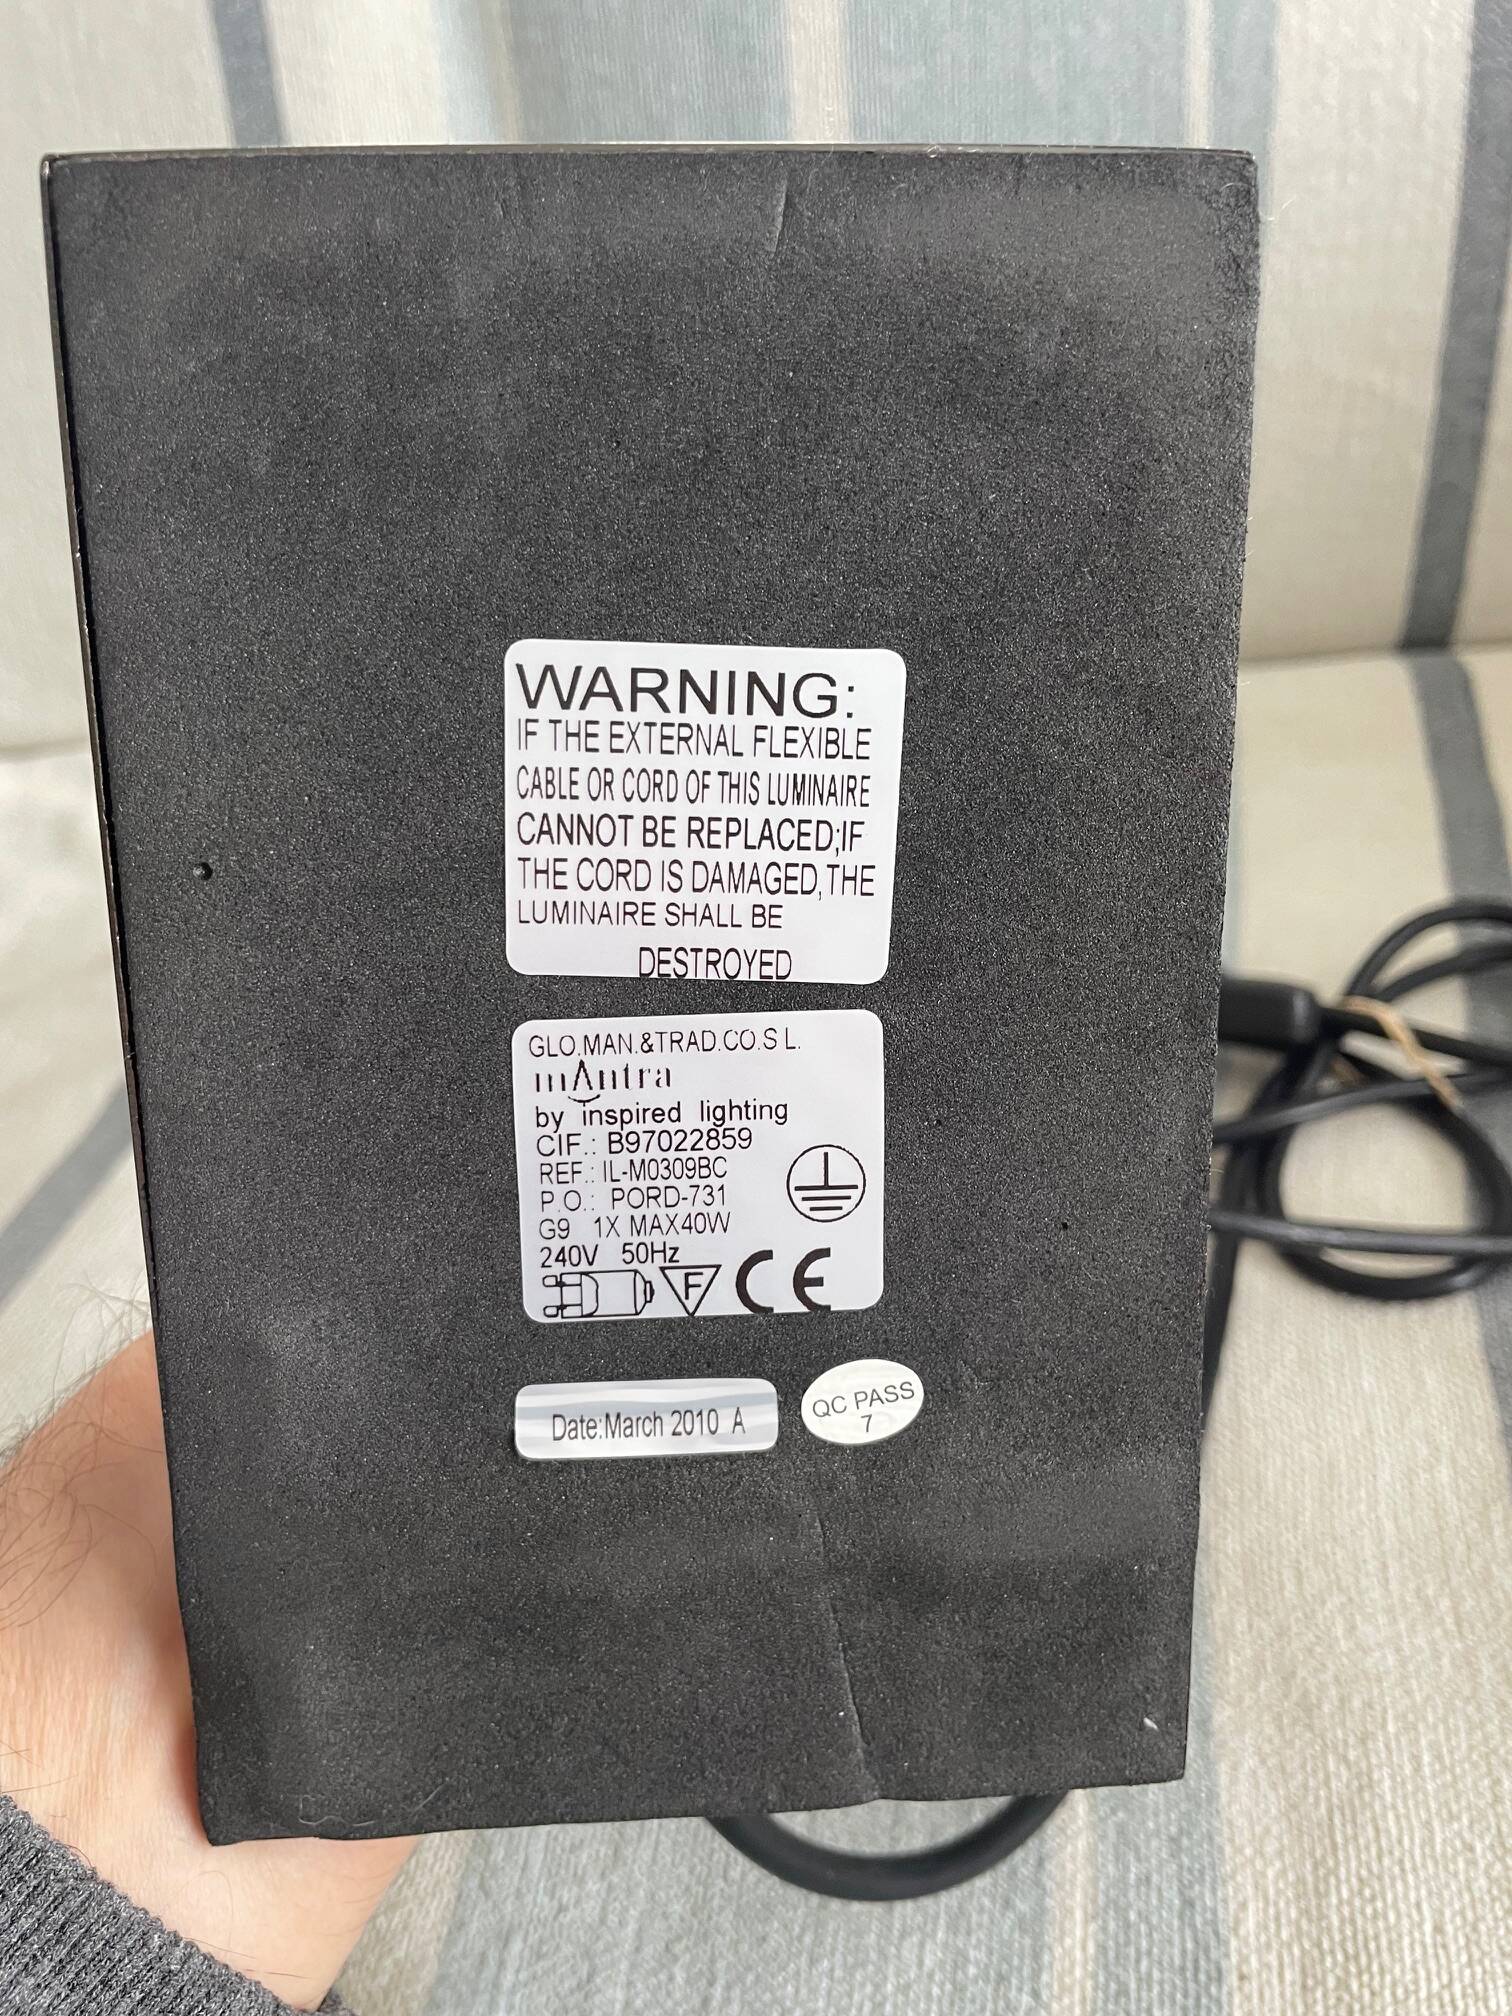 WARNING:
IF THE EXTERNAL FLEXIBLE
CABLE OR CORD OF THIS LUMINAIRE
CANNOT BE REPLACED;IF
THE CORD IS DAMAGED,THE
LUMINAIRE SHALL BE
DESTROYED
GLO.MAN.&TRAD.CO.S L.
mAntra
by inspired lighting
CIF.: B97022859
REF.: IL-M0309BC
P.O.: PORD-731
G9 1X MAX40W
240V 50Hz
F CE
Date:March 2010 A
QC PASS
7